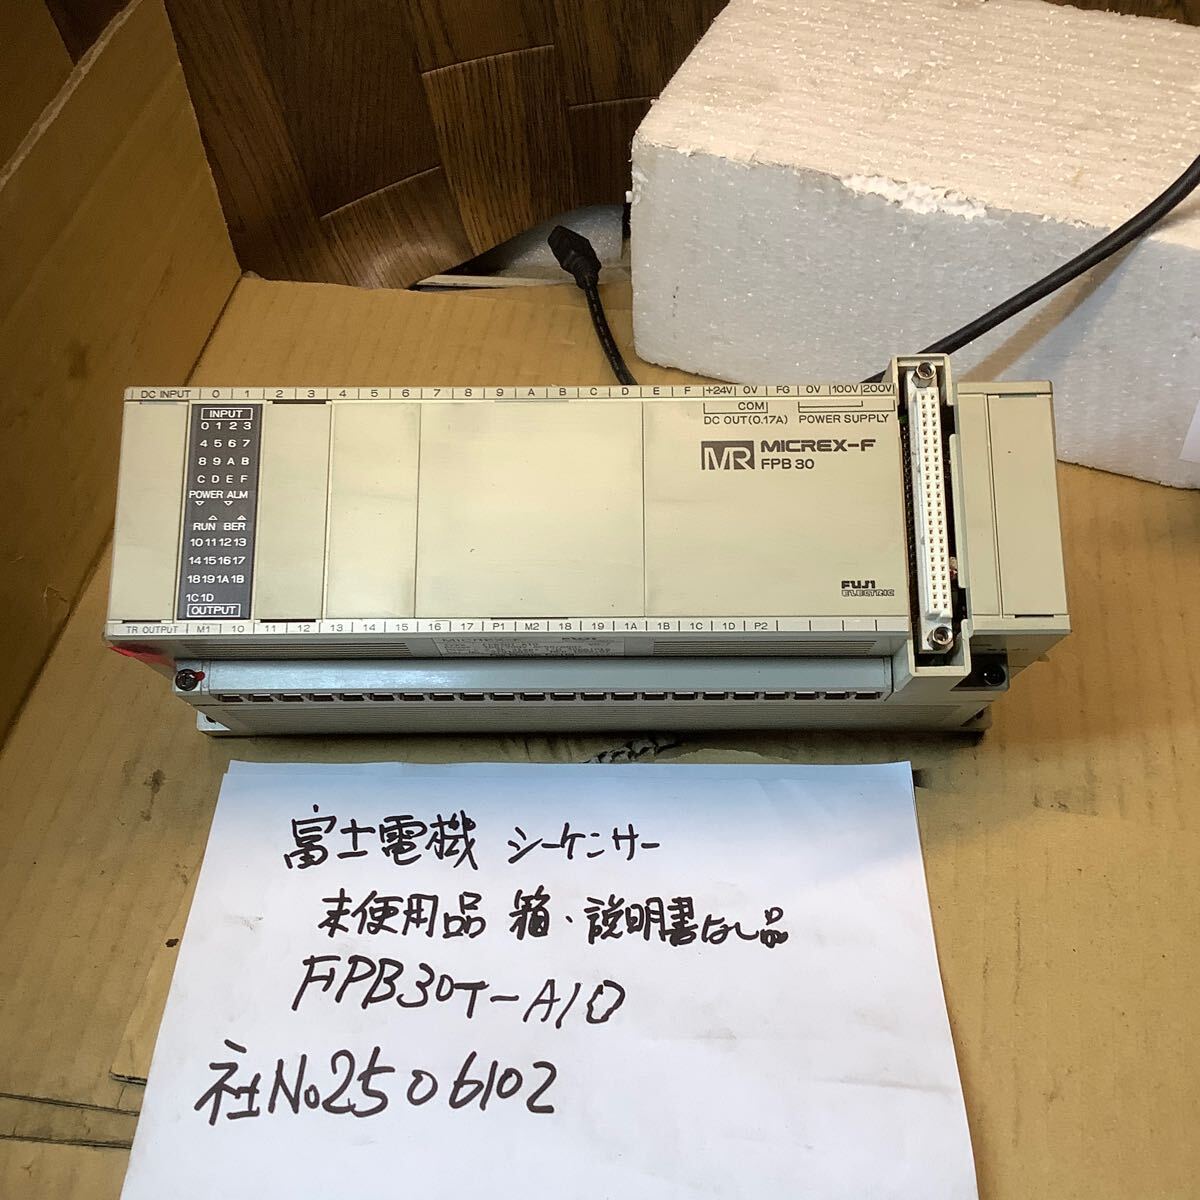 DC INPUT 0 1 2 3 4 5 6 7 8 9 A B C D E F +24V 0V FG 0V 100V 200V
COM
DC OUT(0.17A) POWER SUPPLY
INPUT
0 1 2 3
4 5 6 7
8 9 A B
C D E F
POWER ALM
RUN BER
10 11 12 13
14 15 16 17
18 19 1A 1B
1C 1D
OUTPUT
MR MICREX-F
FPB 30
FUJI
ELECTRIC
TR OUTPUT M1 10 11 12 13 14 15 16 17 P1 M2 18 19 1A 1B 1C 1D P2
MICREX-F
富士電機 シーケンサー
未使用品 箱・説明書なし品
FPB30T-A10
社No2506102